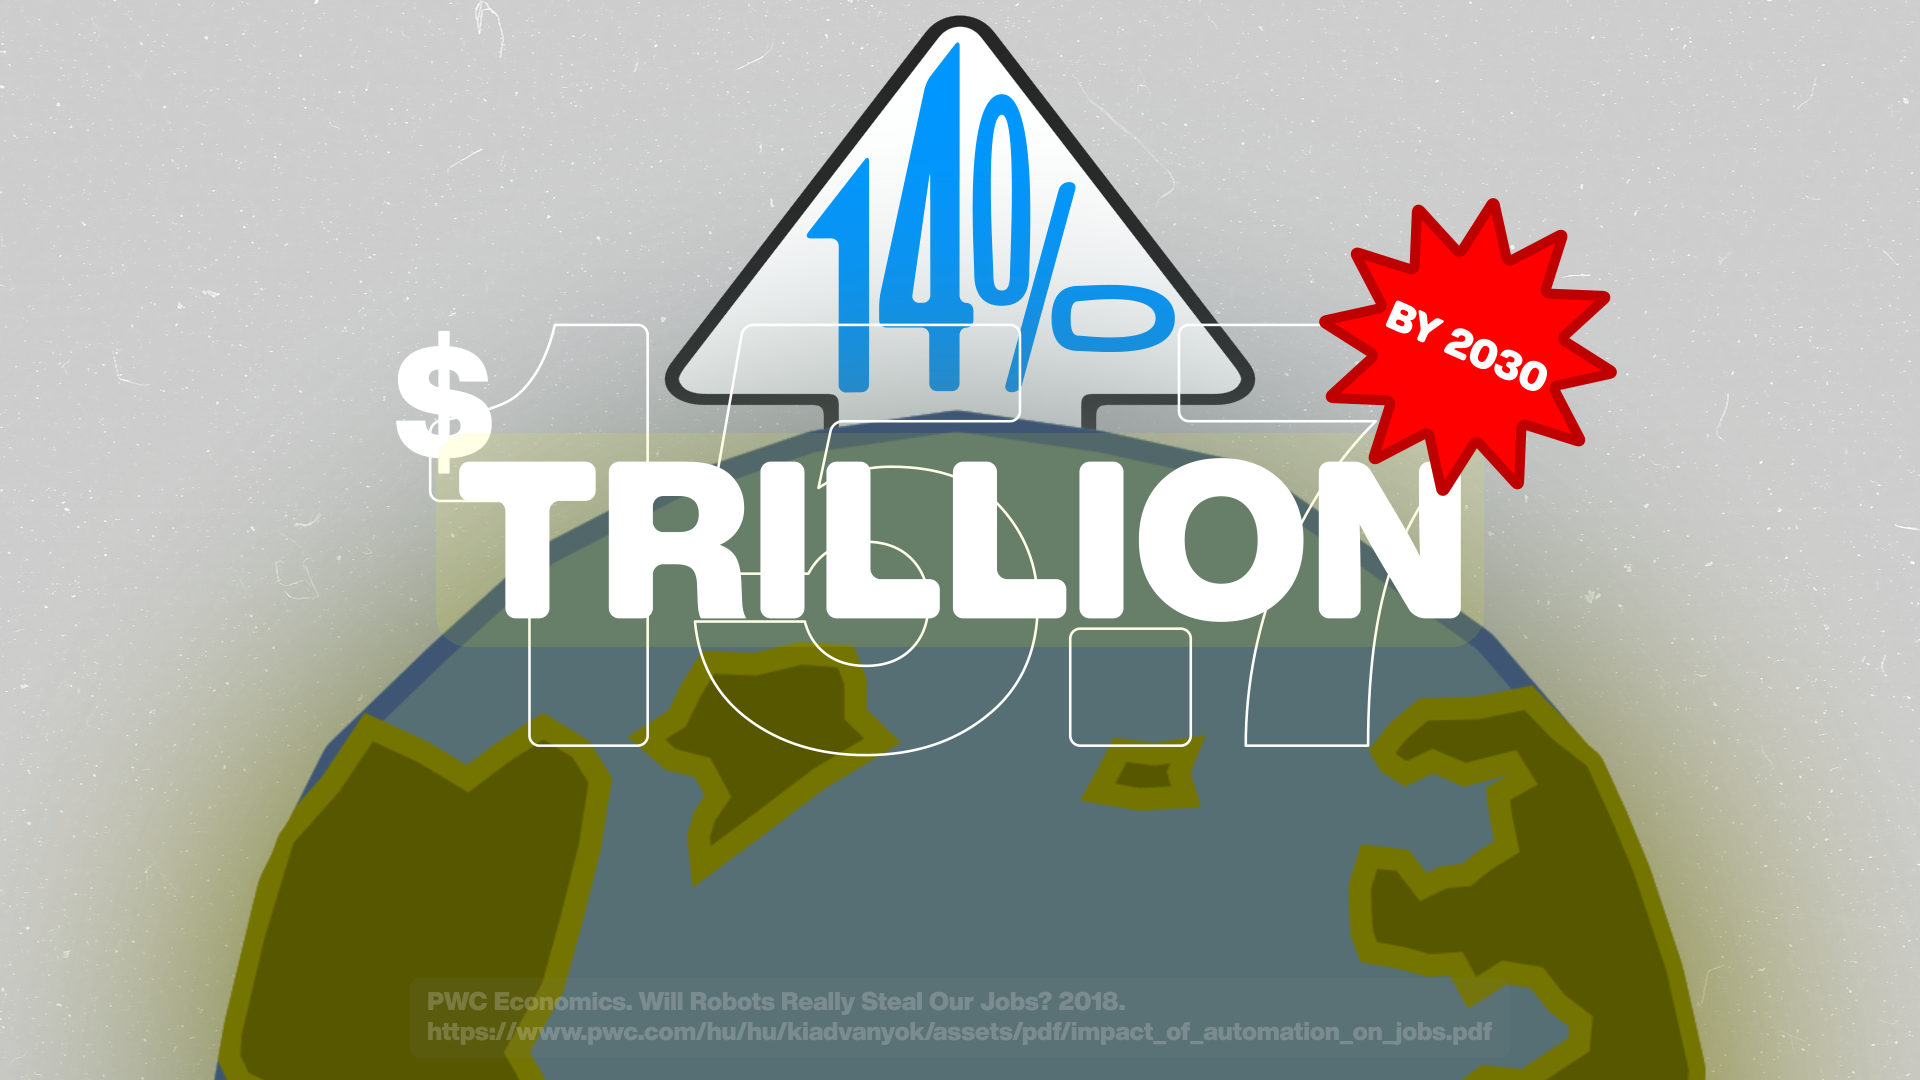 14%
$15.7
TRILLION
BY 2030
PWC Economics. Will Robots Really Steal Our Jobs? 2018.
https://www.pwc.com/hu/hu/kiadvanyok/assets/pdf/impact_of_automation_on_jobs.pdf